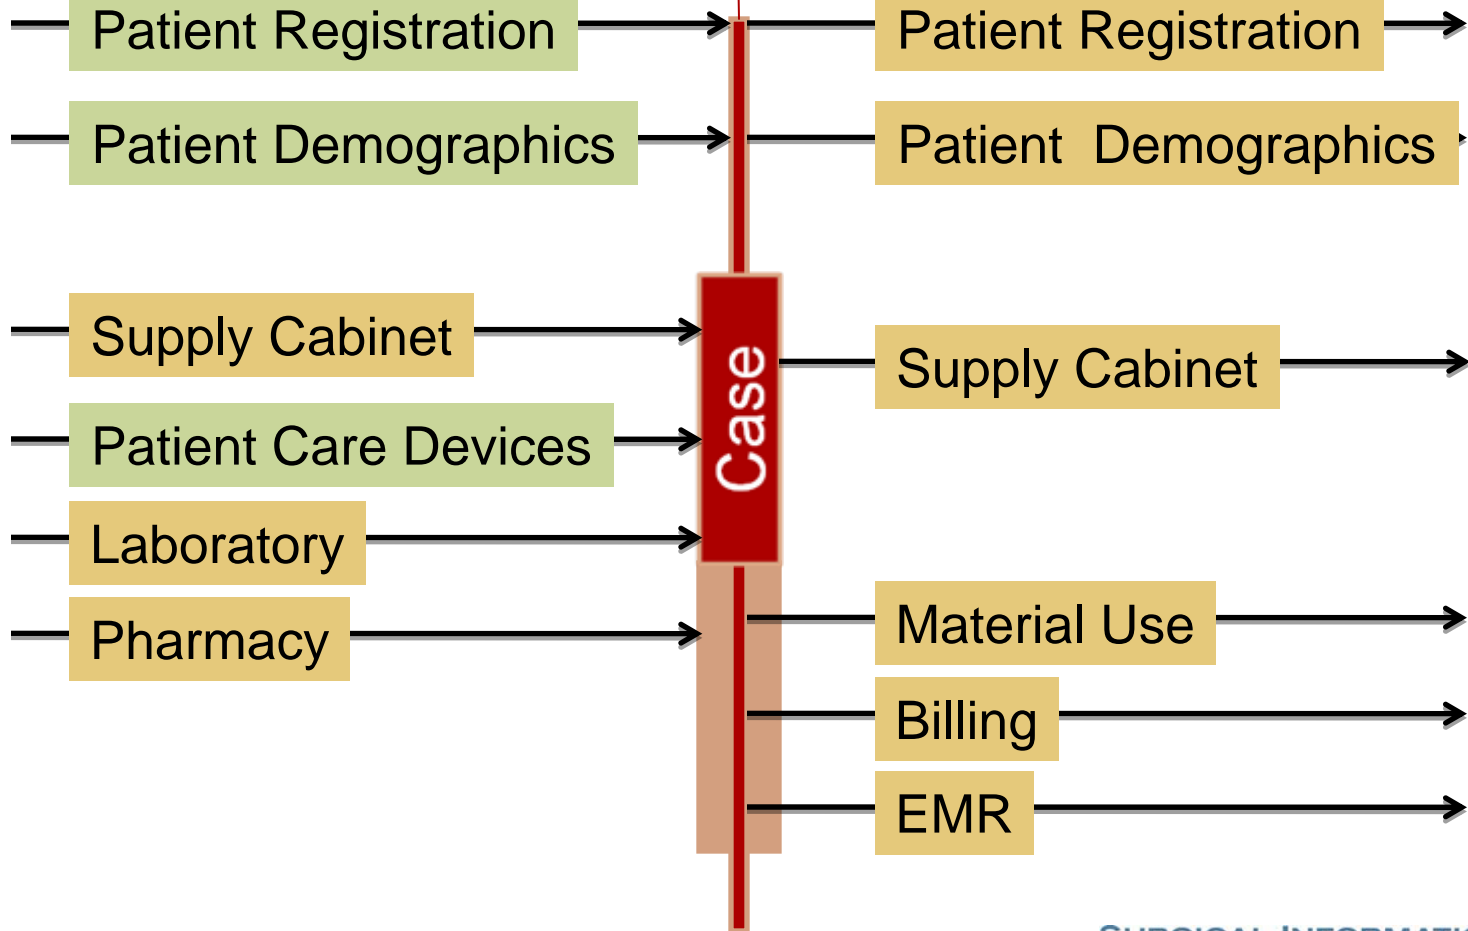 Patient Registration
Patient Registration
Patient Demographics
Patient  Demographics
Supply Cabinet
Supply Cabinet
Patient Care Devices
Case
Laboratory
Pharmacy
Material Use
Billing
EMR